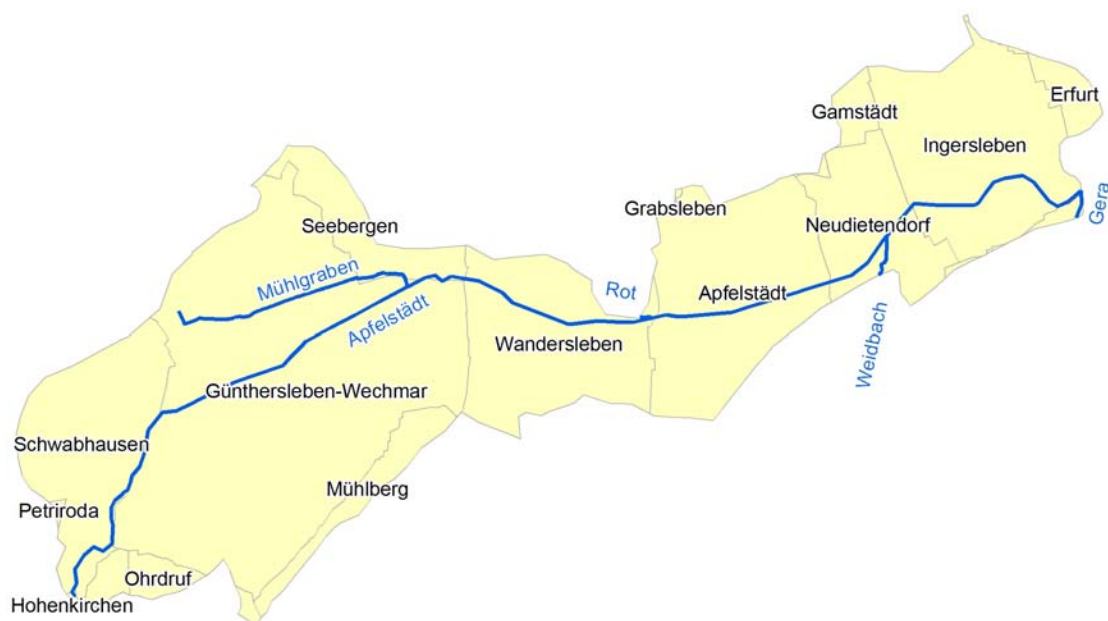 Erfurt
Gamstädt
Ingersleben
Gera
Grabsleben
Neudietendorf
Seebergen
Mühlgraben
Rot
Apfelstädt
Apfelstädt
Wandersleben
Weidbach
Günthersleben-Wechmar
Schwabhausen
Mühlberg
Petriroda
Ohrdruf
Hohenkirchen